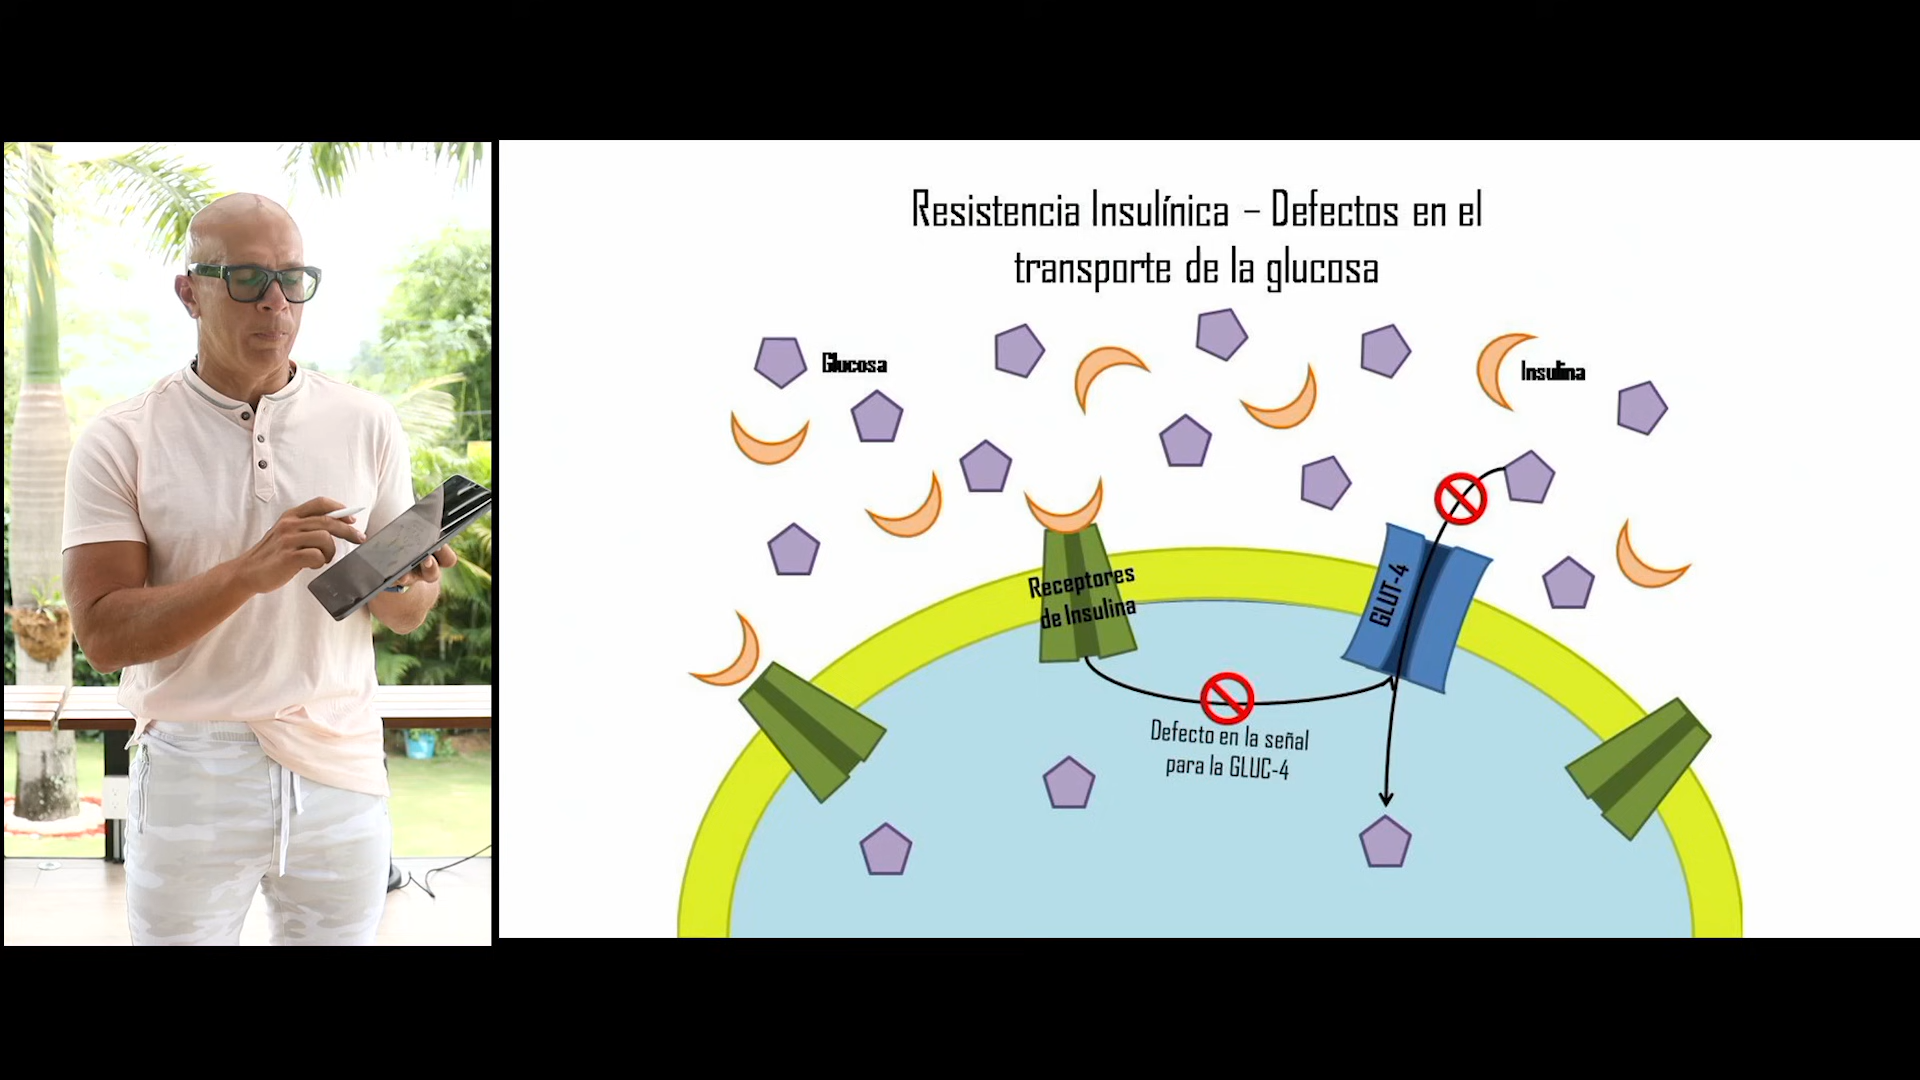 Resistencia Insulínica – Defectos en el
transporte de la glucosa
Glucosa
Insulina
Receptores
de Insulina
GLUT-4
Defecto en la señal
para la GLUC-4